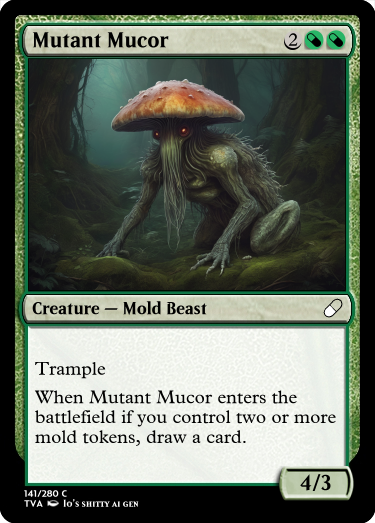 Mutant Mucor 2
Creature — Mold Beast
Trample
When Mutant Mucor enters the
battlefield if you control two or more
mold tokens, draw a card.
4/3
141/280 C
TVA Io's shitty ai gen